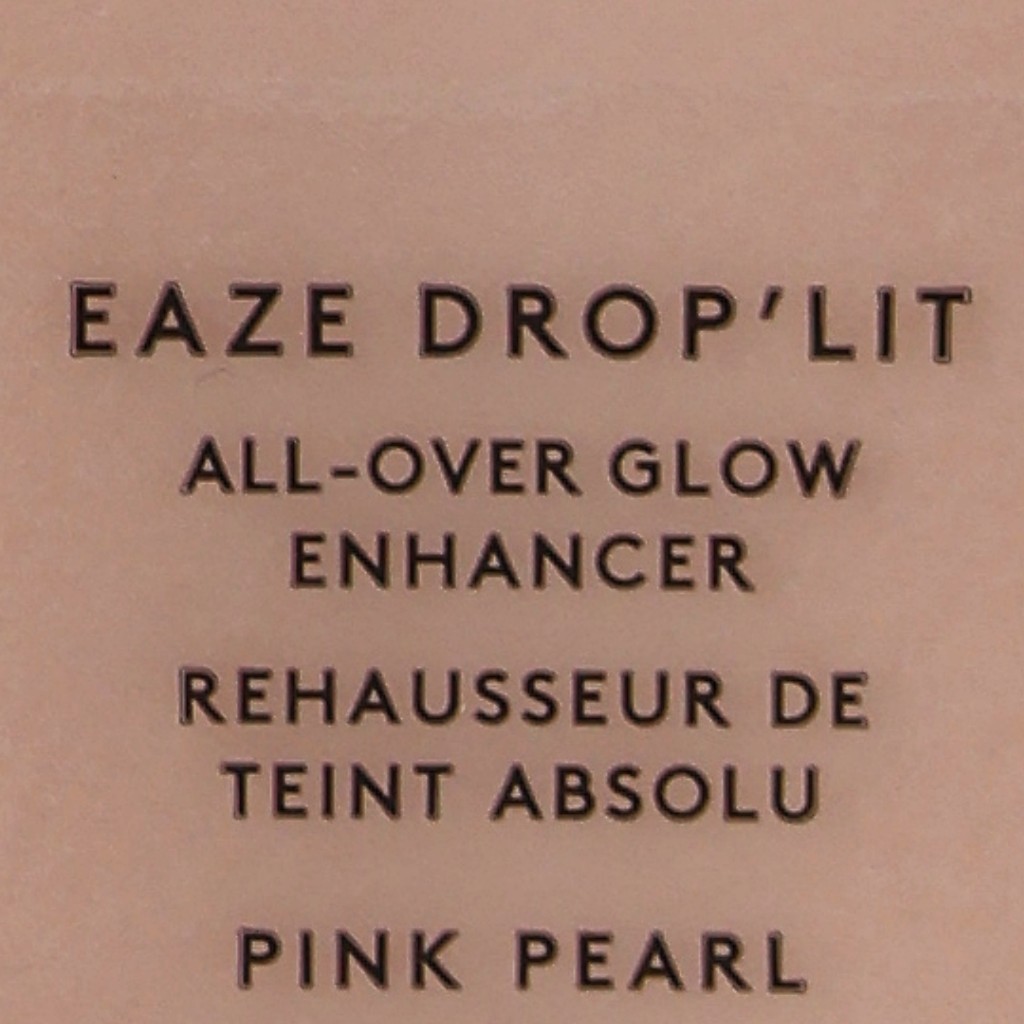 EAZE DROP'LIT
ALL-OVER GLOW
ENHANCER
REHAUSSEUR DE
TEINT ABSOLU
PINK PEARL